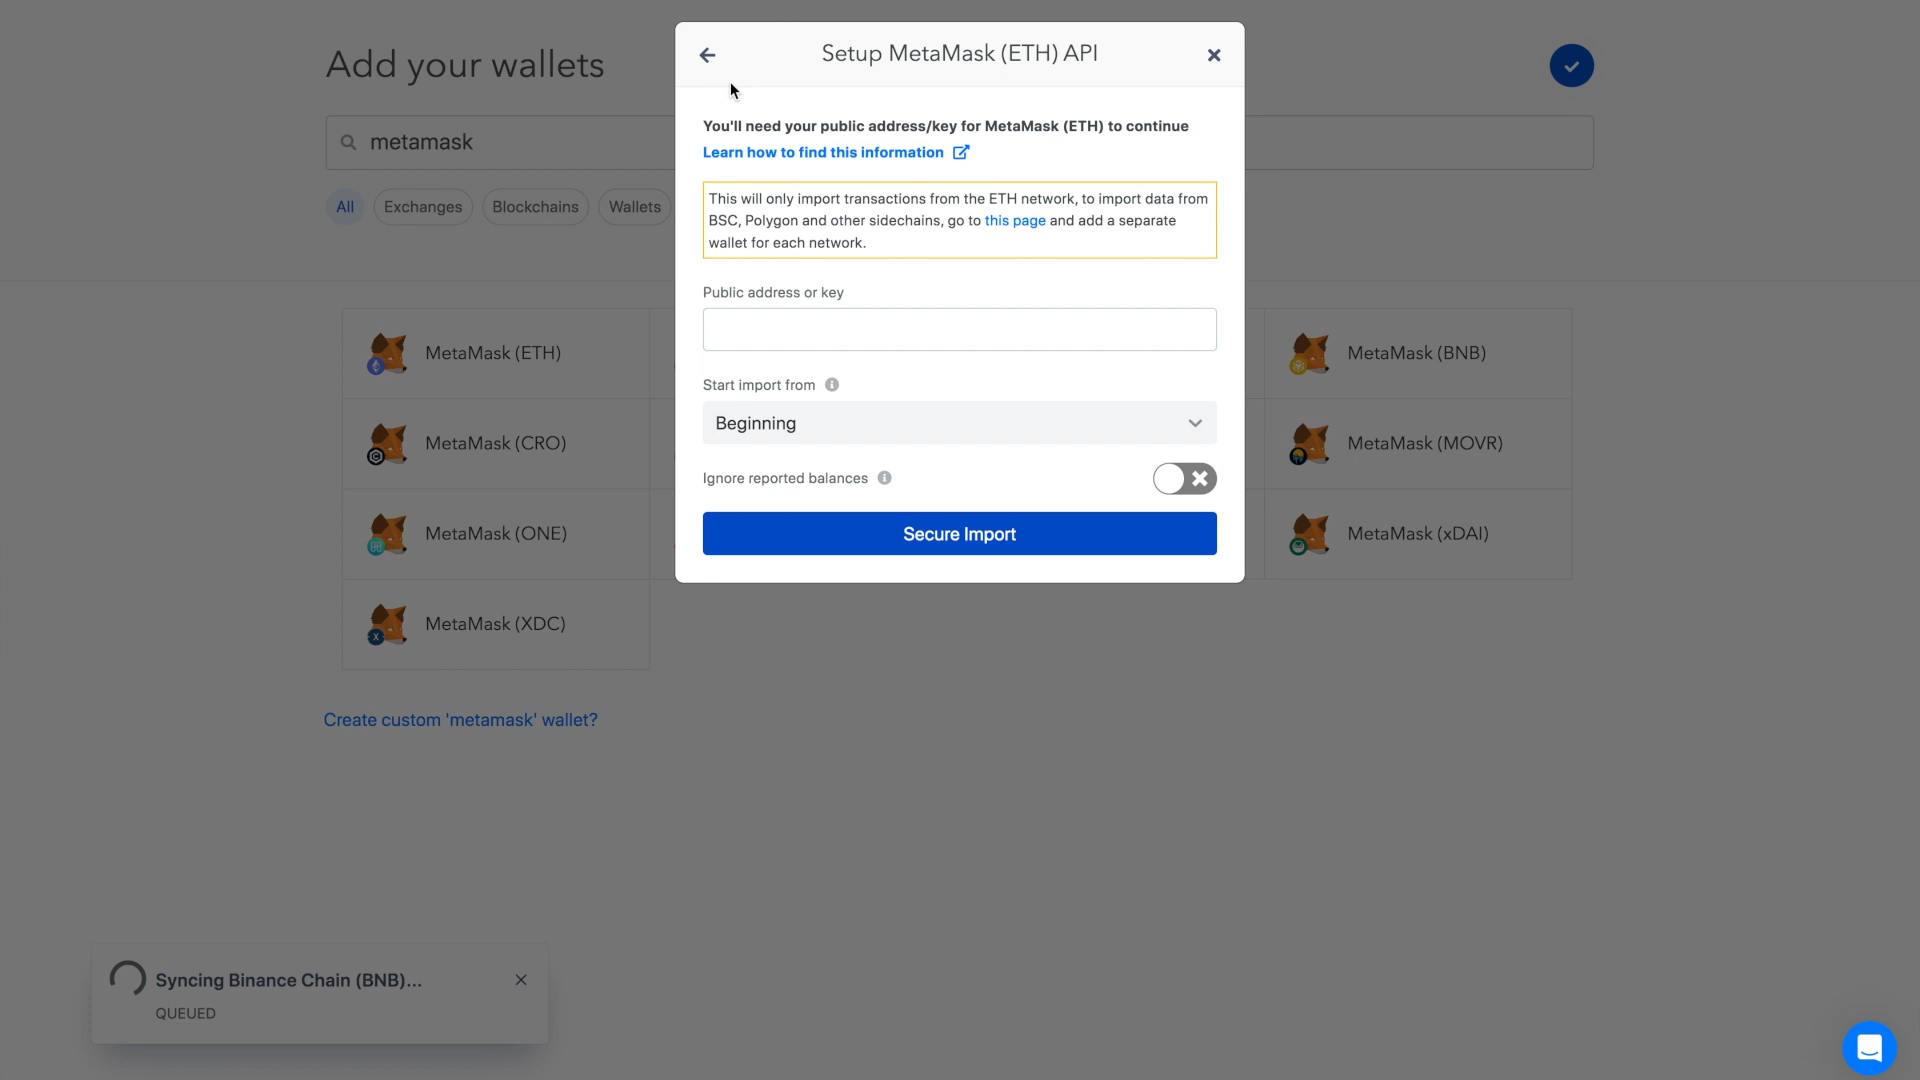 Add your wallets
metamask
All
Exchanges
Blockchains
Wallets
Setup MetaMask (ETH) API
You'll need your public address/key for MetaMask (ETH) to continue
Learn how to find this information
This will only import transactions from the ETH network, to import data from
BSC, Polygon and other sidechains, go to this page and add a separate
wallet for each network.
Public address or key
Start import from
Beginning
Ignore reported balances
Secure Import
MetaMask (ETH)
MetaMask (BNB)
MetaMask (CRO)
MetaMask (MOVR)
MetaMask (ONE)
MetaMask (xDAI)
MetaMask (XDC)
Create custom 'metamask' wallet?
Syncing Binance Chain (BNB)...
QUEUED